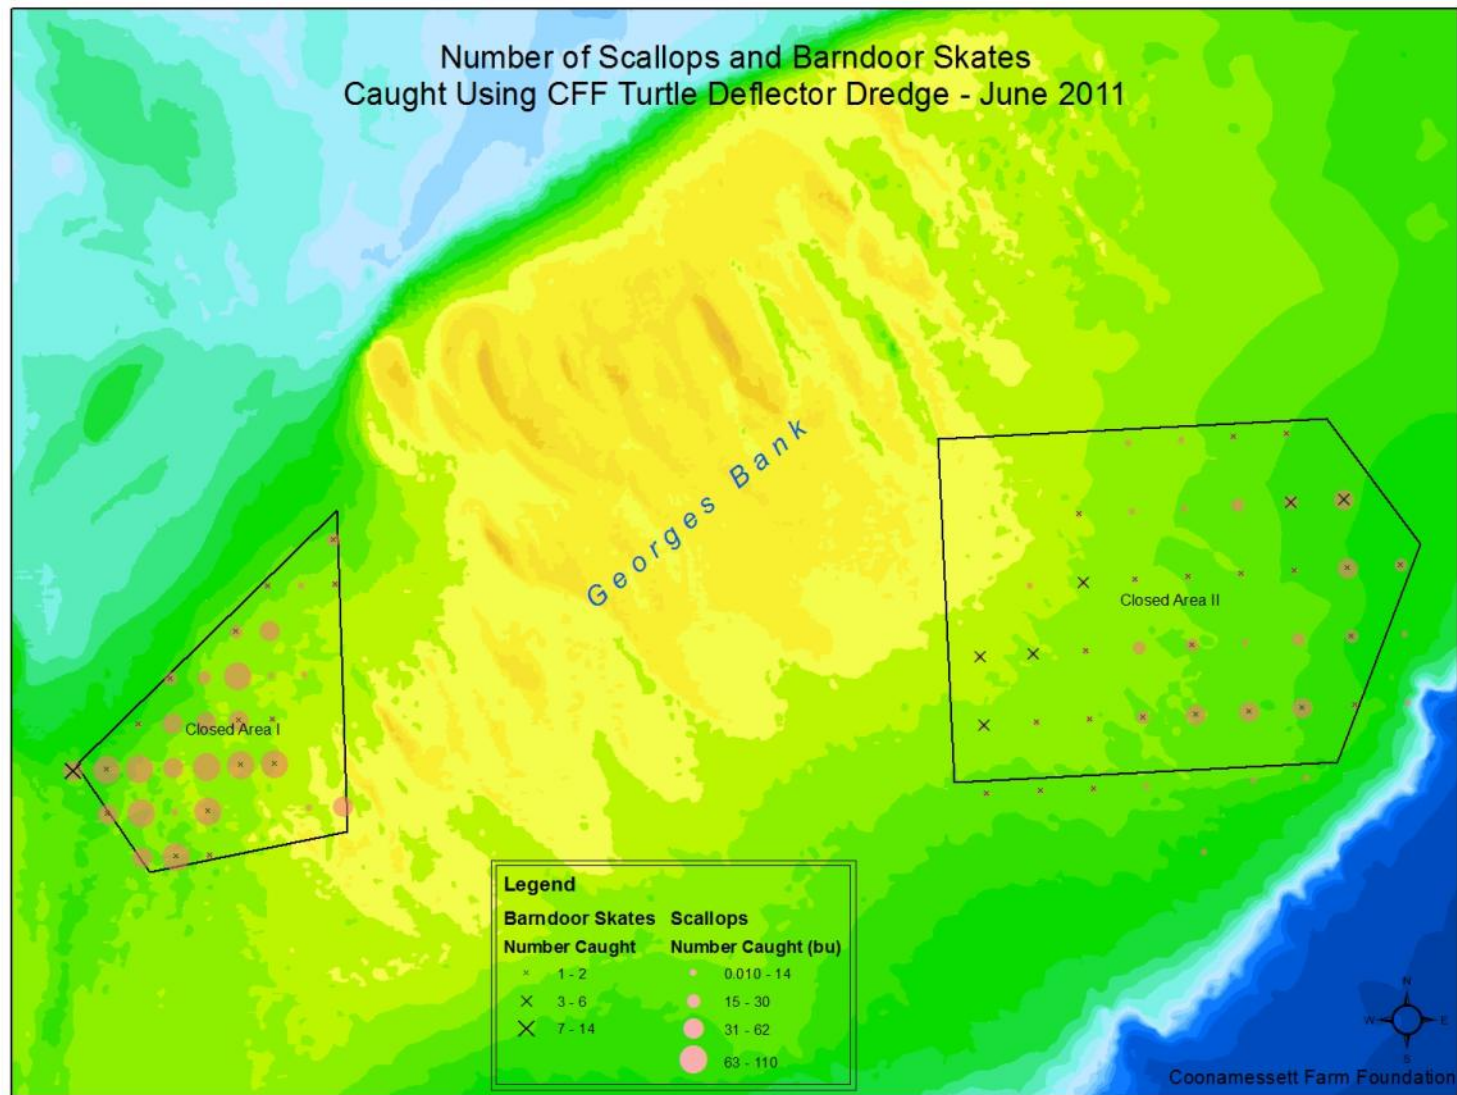 Number of Scallops and Barndoor Skates
Caught Using CFF Turtle Deflector Dredge - June 2011
Georges Bank
Closed Area II
Closed Area I
Legend
Barndoor Skates Scallops
Number Caught Number Caught (bu)
1 - 2 0.010 - 14
3 - 6 15 - 30
7 - 14 31 - 62
63 - 110
N
W E
S
Coonamessett Farm Foundation